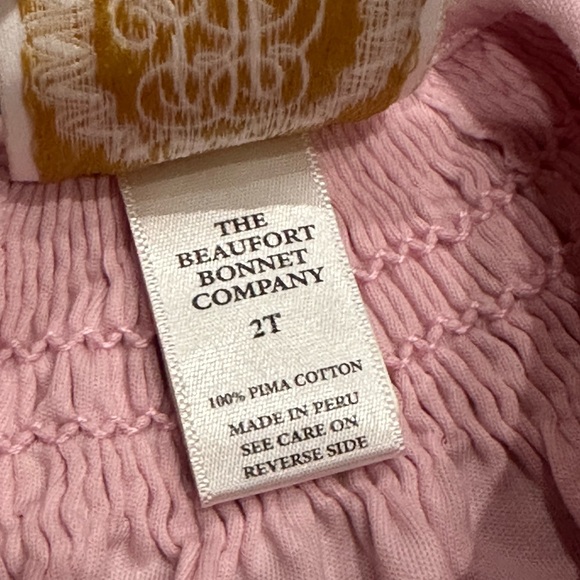 THE
BEAUFORT
BONNET
COMPANY
2T
100% PIMA COTTON
MADE IN PERU
SEE CARE ON
REVERSE SIDE